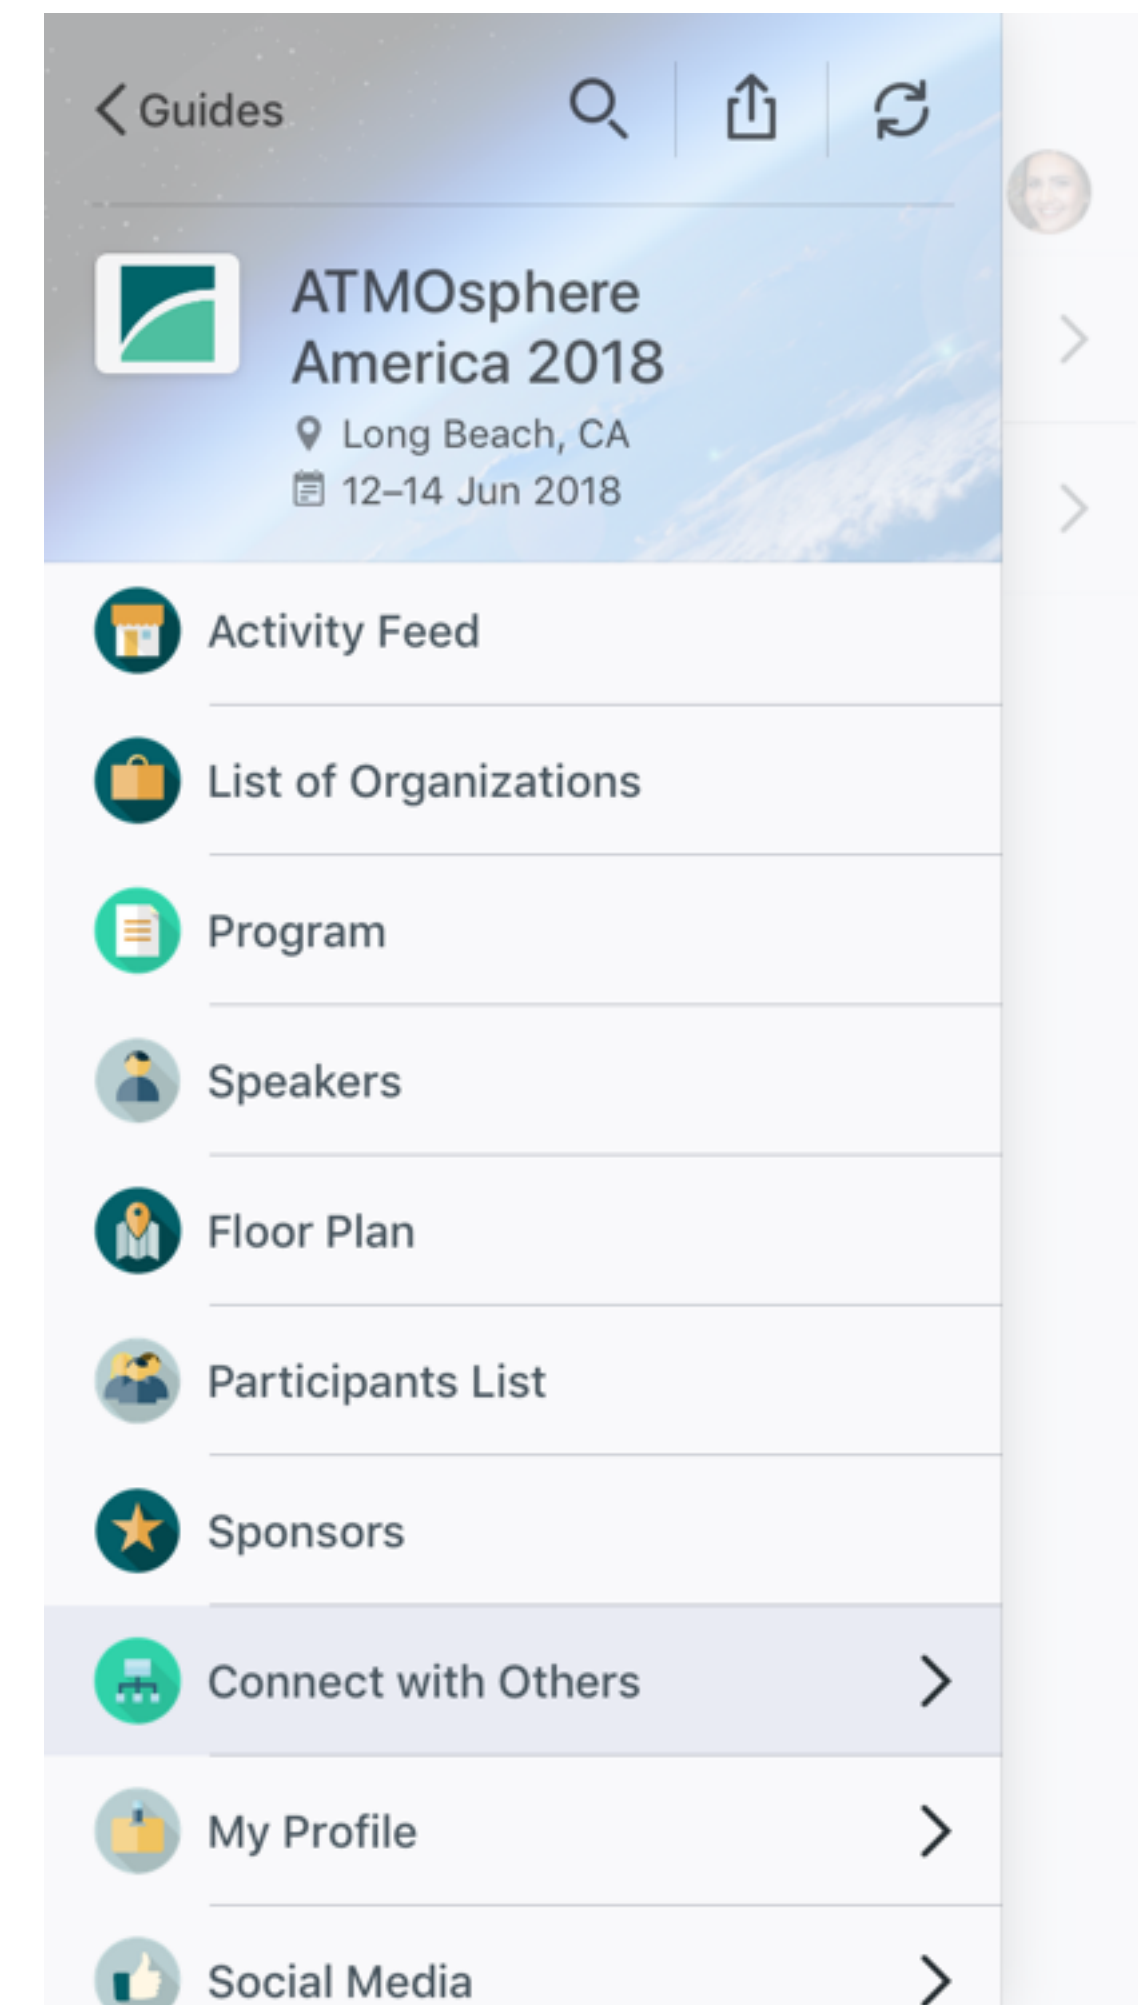 Guides
ATMOsphere
America 2018
Long Beach, CA
12–14 Jun 2018
Activity Feed
List of Organizations
Program
Speakers
Floor Plan
Participants List
Sponsors
Connect with Others
My Profile
Social Media